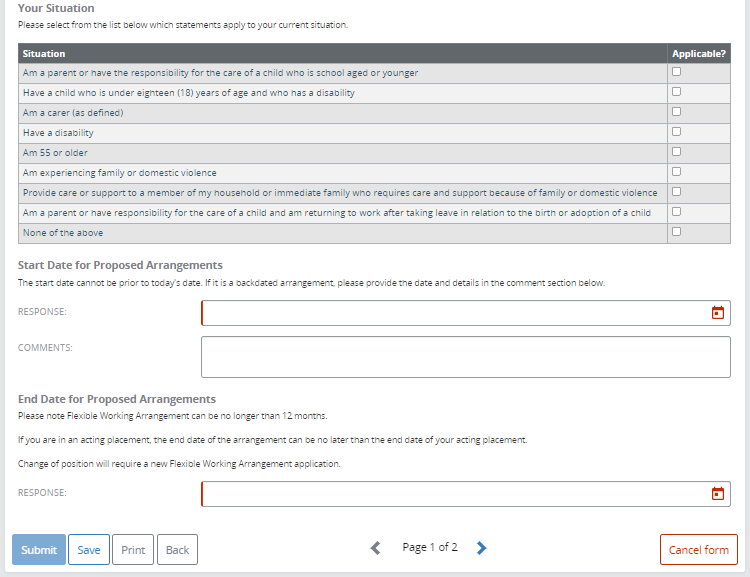 Your Situation
Please select from the list below which statements apply to your current situation.
Situation Applicable?
Am a parent or have the responsibility for the care of a child who is school aged or younger
Have a child who is under eighteen (18) years of age and who has a disability
Am a carer (as defined)
Have a disability
Am 55 or older
Am experiencing family or domestic violence
Provide care or support to a member of my household or immediate family who requires care and support because of family or domestic violence
Am a parent or have responsibility for the care of a child and am returning to work after taking leave in relation to the birth or adoption of a child
None of the above
Start Date for Proposed Arrangements
The start date cannot be prior to today's date. If it is a backdated arrangement, please provide the date and details in the comment section below.
RESPONSE:
COMMENTS:
End Date for Proposed Arrangements
Please note Flexible Working Arrangement can be no longer than 12 months.
If you are in an acting placement, the end date of the arrangement can be no later than the end date of your acting placement.
Change of position will require a new Flexible Working Arrangement application.
RESPONSE:
Submit Save Print Back Page 1 of 2 Cancel form